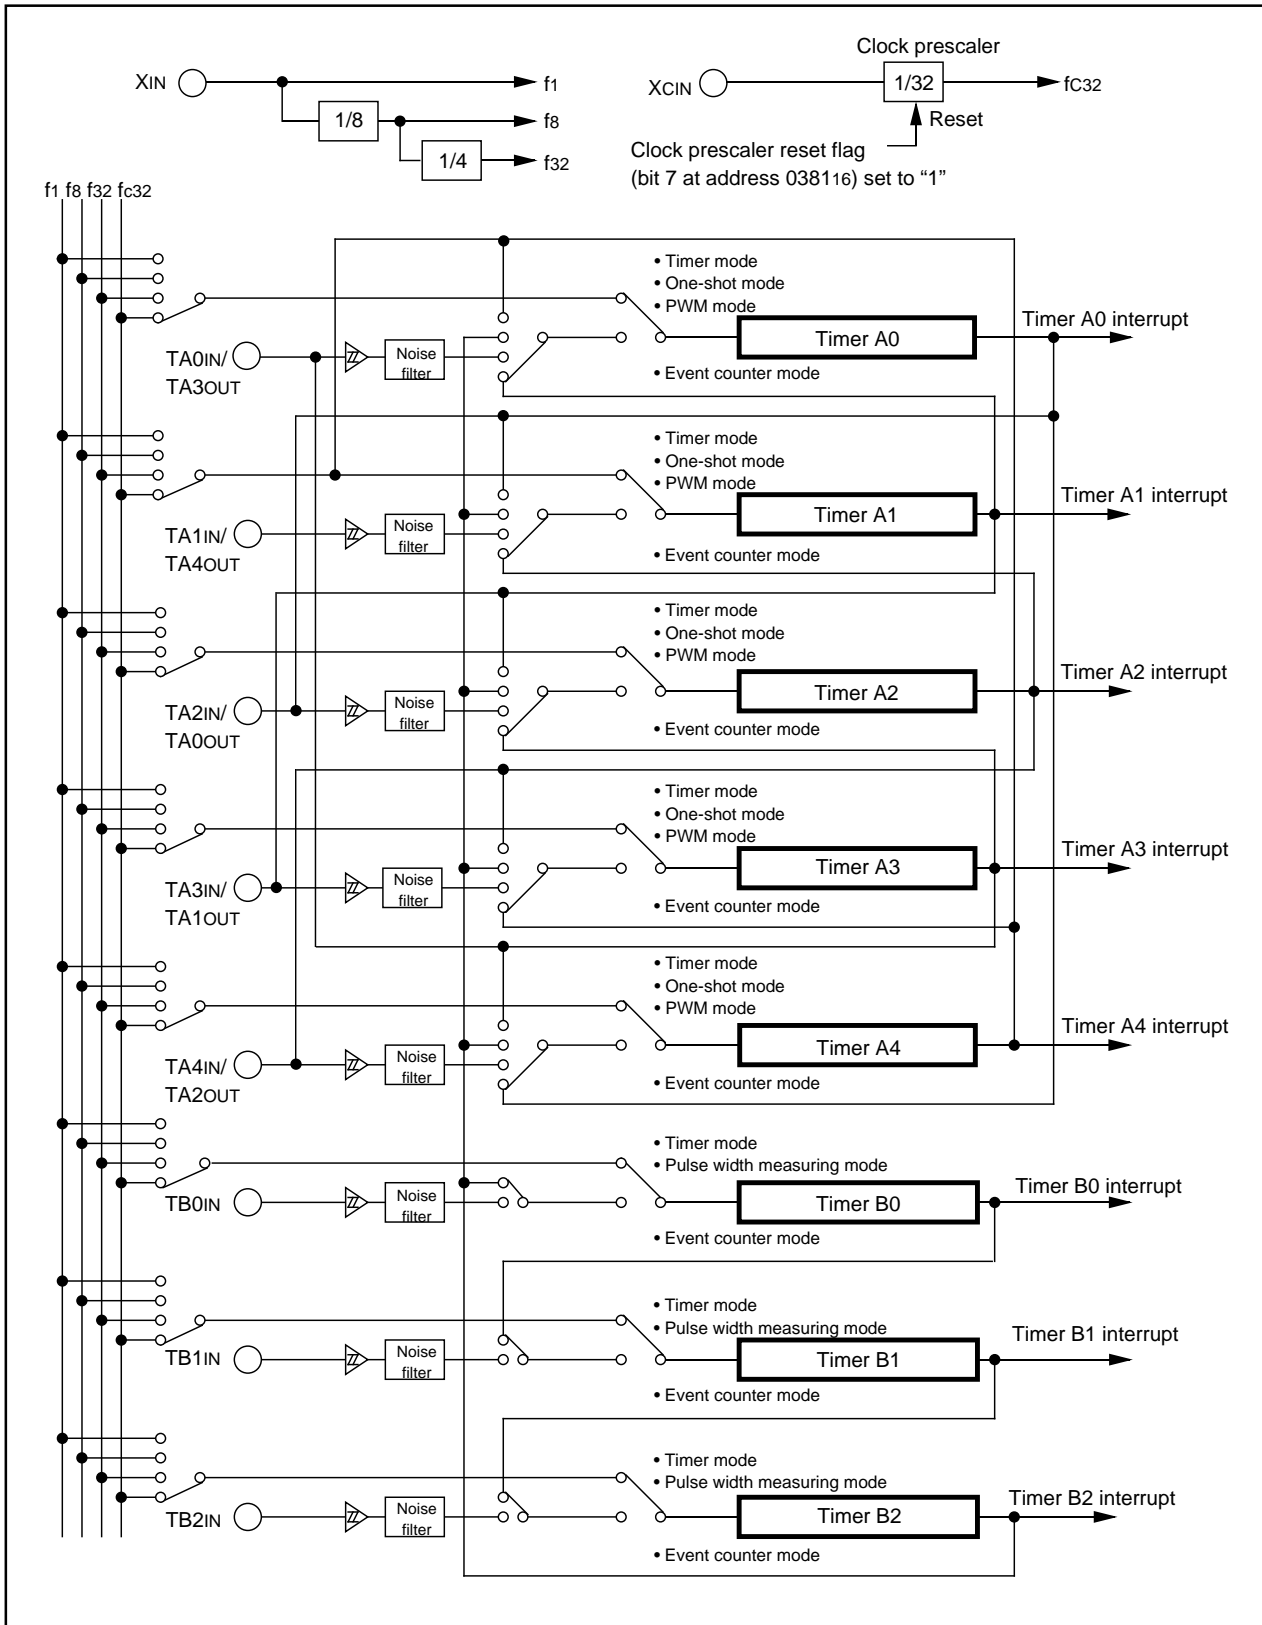 Clock prescaler
XIN
f1
XCIN
1/32
fC32
1/8
f8
Reset
1/4
f32
Clock prescaler reset flag
(bit 7 at address 038116) set to “1”
f1 f8 f32 fc32
• Timer mode
• One-shot mode
• PWM mode
Timer A0 interrupt
Timer A0
TA0IN/
TA3OUT
Noise
filter
• Event counter mode
• Timer mode
• One-shot mode
• PWM mode
Timer A1 interrupt
Timer A1
TA1IN/
TA4OUT
Noise
filter
• Event counter mode
• Timer mode
• One-shot mode
• PWM mode
Timer A2 interrupt
Timer A2
TA2IN/
TA0OUT
Noise
filter
• Event counter mode
• Timer mode
• One-shot mode
• PWM mode
Timer A3 interrupt
Timer A3
TA3IN/
TA1OUT
Noise
filter
• Event counter mode
• Timer mode
• One-shot mode
• PWM mode
Timer A4 interrupt
Timer A4
TA4IN/
TA2OUT
Noise
filter
• Event counter mode
• Timer mode
• Pulse width measuring mode
Timer B0 interrupt
TB0IN
Noise
filter
Timer B0
• Event counter mode
• Timer mode
• Pulse width measuring mode
Timer B1 interrupt
TB1IN
Noise
filter
Timer B1
• Event counter mode
• Timer mode
• Pulse width measuring mode
Timer B2 interrupt
TB2IN
Noise
filter
Timer B2
• Event counter mode